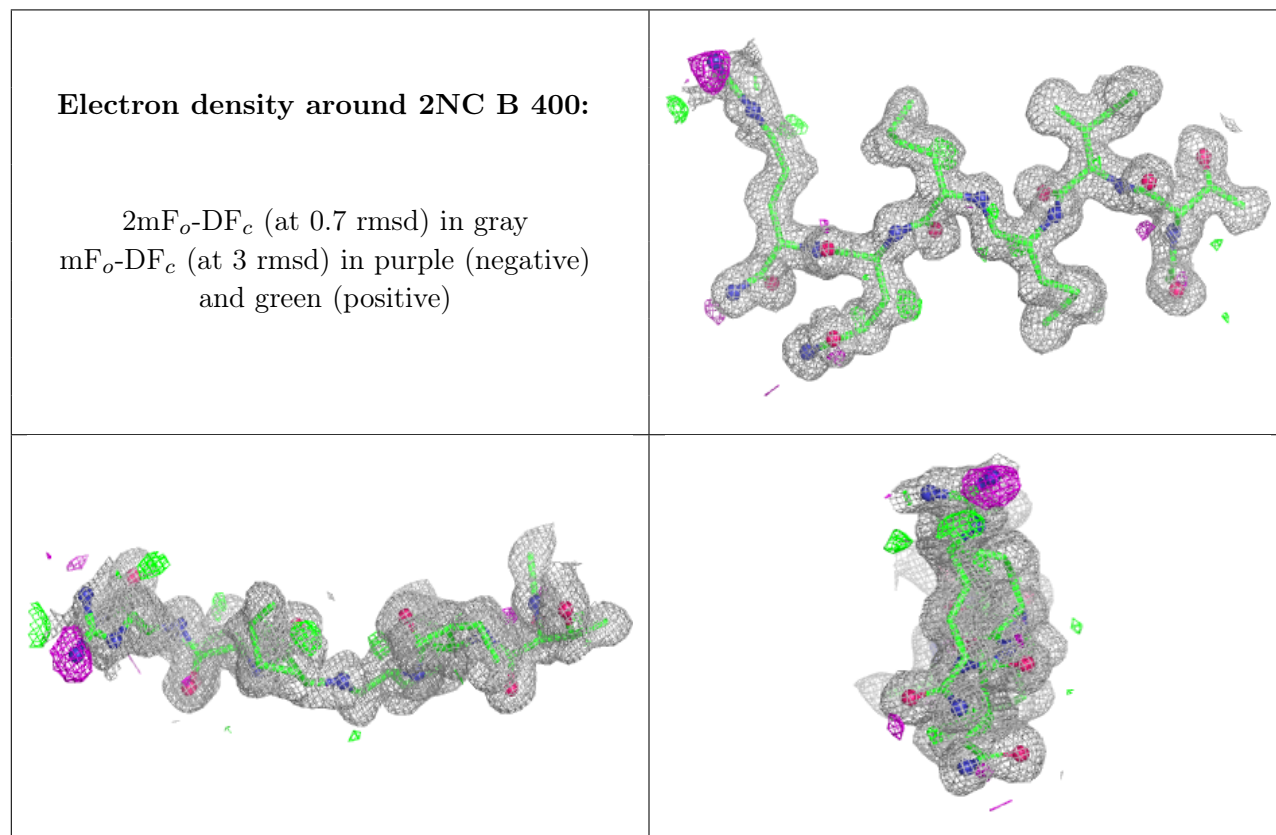 Electron density around 2NC B 400:
2mFₒ-DF𝒸 (at 0.7 rmsd) in gray
mFₒ-DF𝒸 (at 3 rmsd) in purple (negative)
and green (positive)